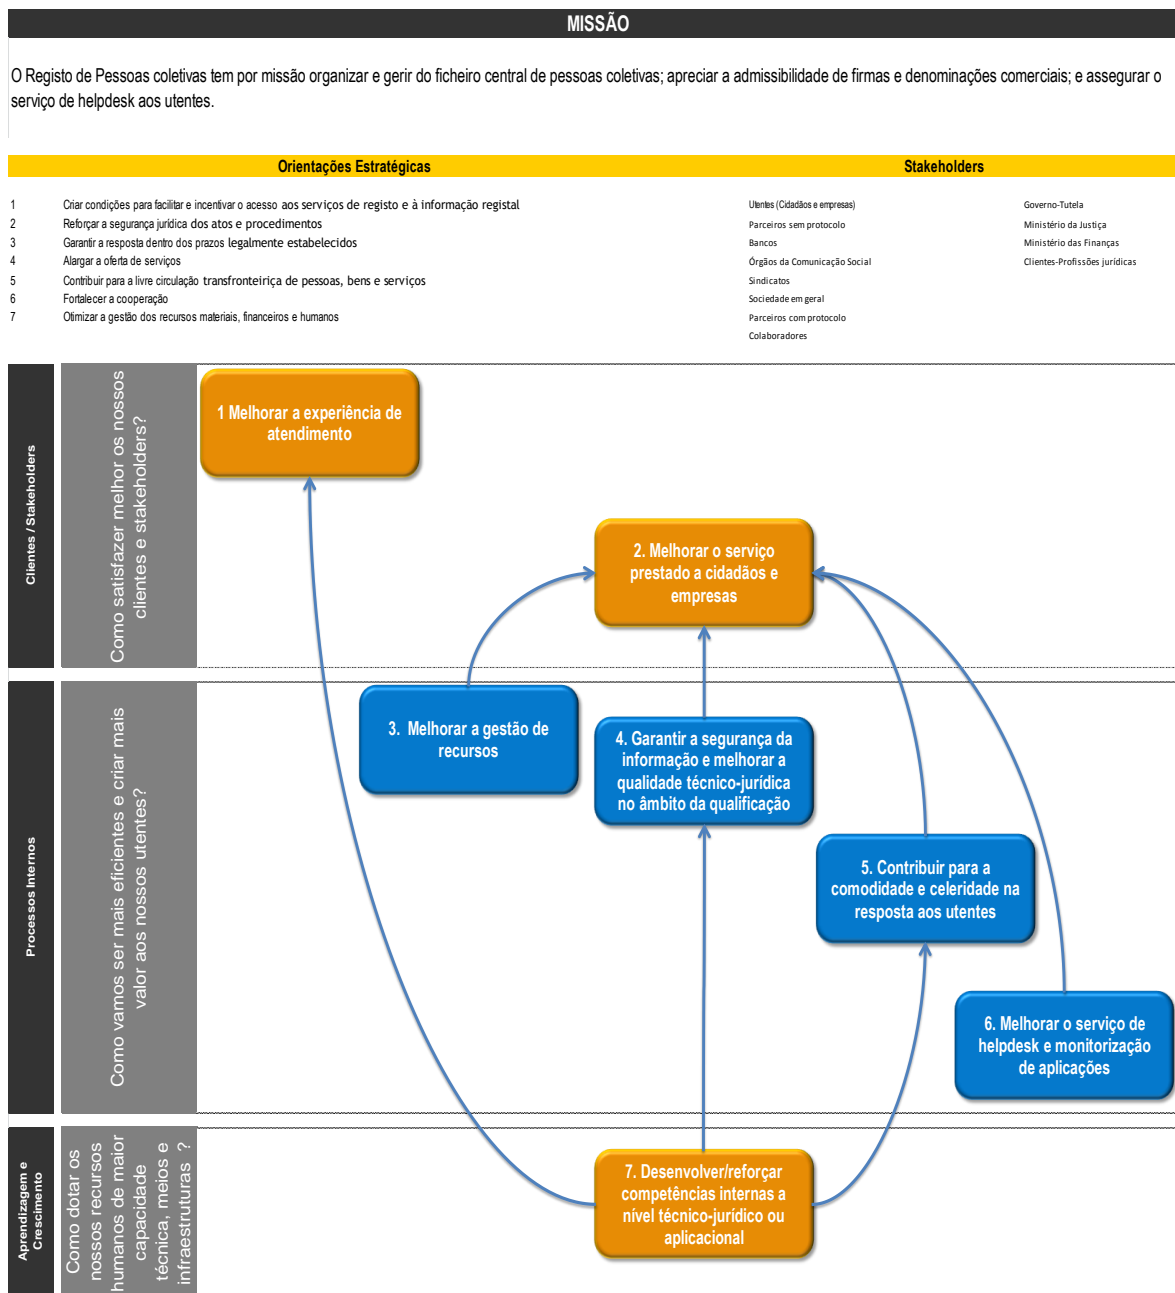 MISSÃO
O Registo de Pessoas coletivas tem por missão organizar e gerir do ficheiro central de pessoas coletivas; apreciar a admissibilidade de firmas e denominações comerciais; e assegurar o
serviço de helpdesk aos utentes.
Orientações Estratégicas
1 Criar condições para facilitar e incentivar o acesso aos serviços de registo e à informação registal
2 Reforçar a segurança jurídica dos atos e procedimentos
3 Garantir a resposta dentro dos prazos legalmente estabelecidos
4 Alargar a oferta de serviços
5 Contribuir para a livre circulação transfronteiriça de pessoas, bens e serviços
6 Fortalecer a cooperação
7 Otimizar a gestão dos recursos materiais, financeiros e humanos
Stakeholders
Utentes (Cidadãos e empresas)
Parceiros sem protocolo
Bancos
Órgãos da Comunicação Social
Sindicatos
Sociedade em geral
Parceiros com protocolo
Colaboradores
Governo-Tutela
Ministério da Justiça
Ministério das Finanças
Clientes-Profissões jurídicas
Clientes / Stakeholders
Como satisfazer melhor os nossos
clientes e stakeholders?
1 Melhorar a experiência de
atendimento
2. Melhorar o serviço
prestado a cidadãos e
empresas
Processos Internos
Como vamos ser mais eficientes e criar mais
valor aos nossos utentes?
3. Melhorar a gestão de
recursos
4. Garantir a segurança da
informação e melhorar a
qualidade técnico-jurídica
no âmbito da qualificação
5. Contribuir para a
comodidade e celeridade na
resposta aos utentes
6. Melhorar o serviço de
helpdesk e monitorização
de aplicações
Aprendizagem e
Crescimento
Como dotar os
nossos recursos
humanos de maior
capacidade
técnica, meios e
infraestruturas ?
7. Desenvolver/reforçar
competências internas a
nível técnico-jurídico ou
aplicacional